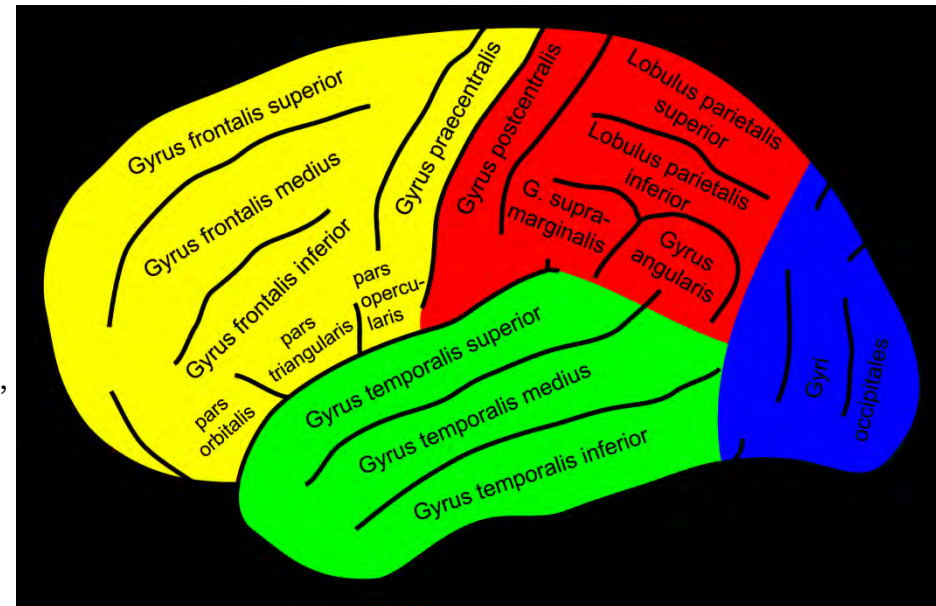 Gyrus frontalis superior
Gyrus frontalis medius
Gyrus frontalis inferior
pars
orbitalis
pars
triangularis
pars
opercu-
laris
Gyrus praecentralis
Gyrus postcentralis
Lobulus parietalis
superior
Lobulus parietalis
inferior
G. supra-
marginalis
Gyrus
angularis
Gyrus temporalis superior
Gyrus temporalis medius
Gyrus temporalis inferior
Gyri
occipitales
,